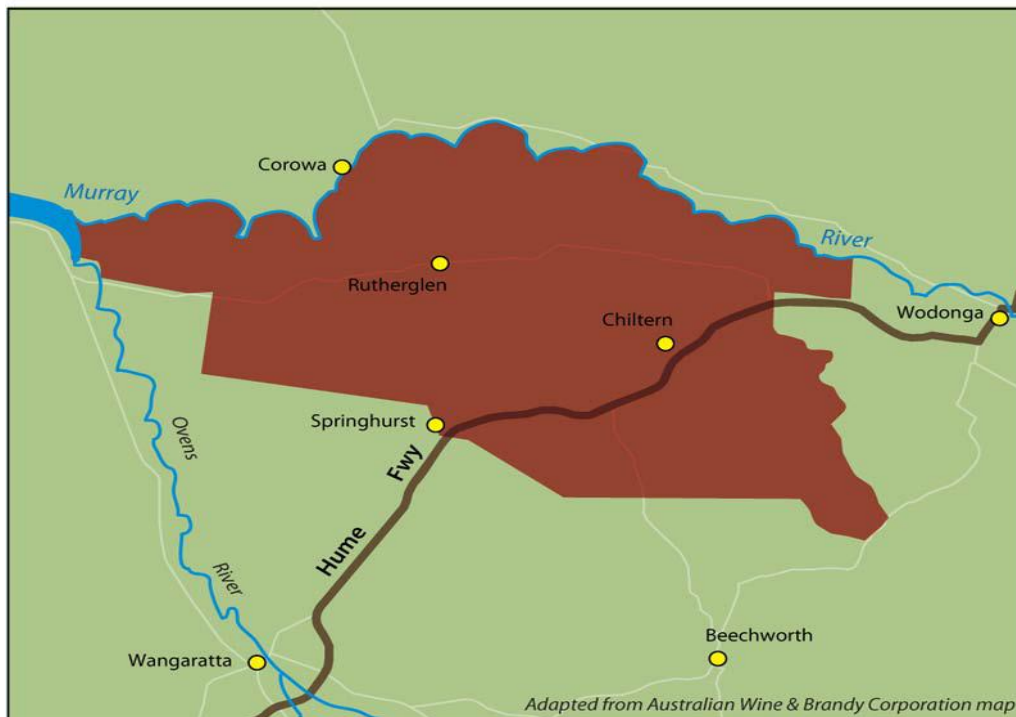 Corowa
Murray
River
Rutherglen
Chiltern
Wodonga
Springhurst
Ovens
River
Hume Fwy
Wangaratta
Beechworth
Adapted from Australian Wine & Brandy Corporation map